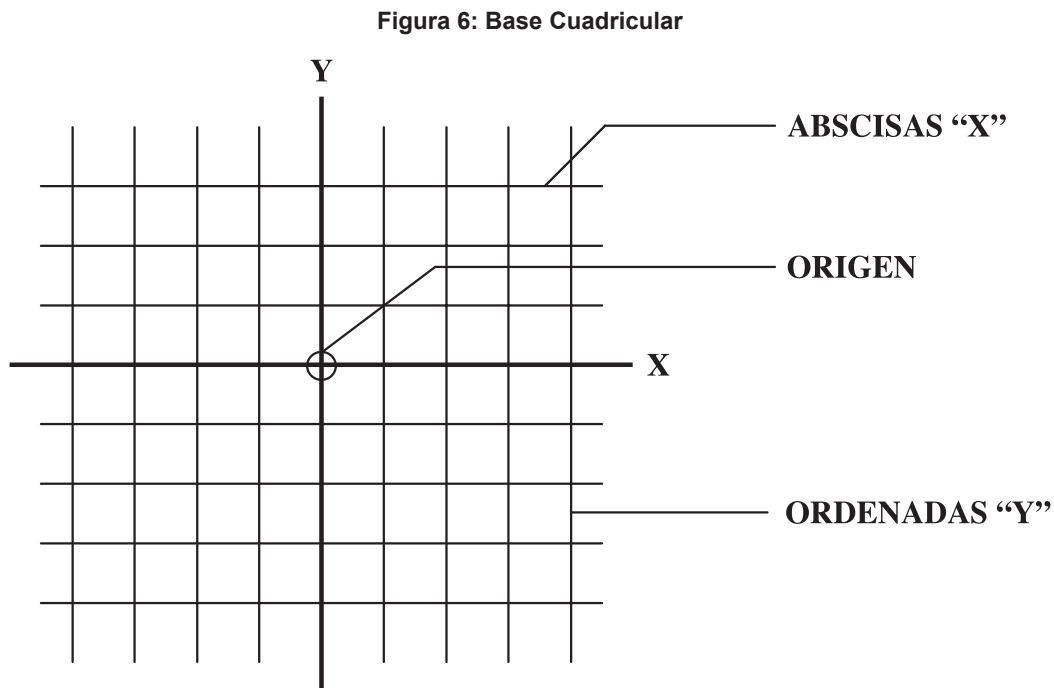 Figura 6: Base Cuadricular
Y
ABSCISAS “X”
ORIGEN
X
ORDENADAS “Y”